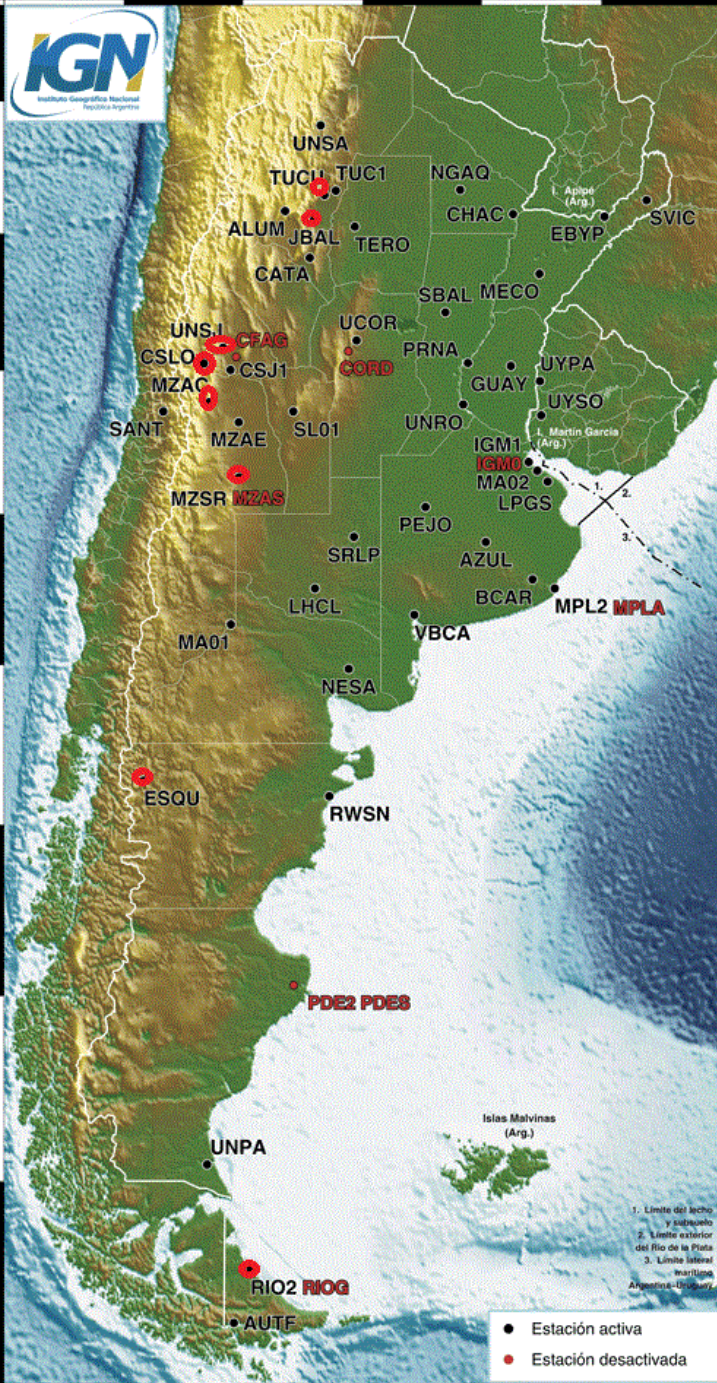 IGN
Instituto Geográfico Nacional
República Argentina
UNSA
TUCU TUC1
NGAQ
I. Apipé
(Arg.)
SVIC
CHAC
EBYP
ALUM
JBAL
TERO
CATA
MECO
SBAL
UNSJ
CFAG
UCOR
CSLO
CSJ1
CORD
PRNA
GUAY
UYPA
MZAC
SANT
SL01
UNRO
UYSO
MZAE
I. Martín García
(Arg.)
IGM1
IGM0
MA02
LPGS
MZSR MZAS
1.
2.
3.
PEJO
SRLP
AZUL
LHCL
BCAR
MPL2 MPLA
MA01
VBCA
NESA
ESQU
RWSN
PDE2 PDES
Islas Malvinas
(Arg.)
UNPA
1. Límite del lecho
y subsuelo
2. Límite exterior
del Río de la Plata
3. Límite lateral
marítimo
Argentina-Uruguay
RIO2 RIOG
AUTF
Estación activa
Estación desactivada